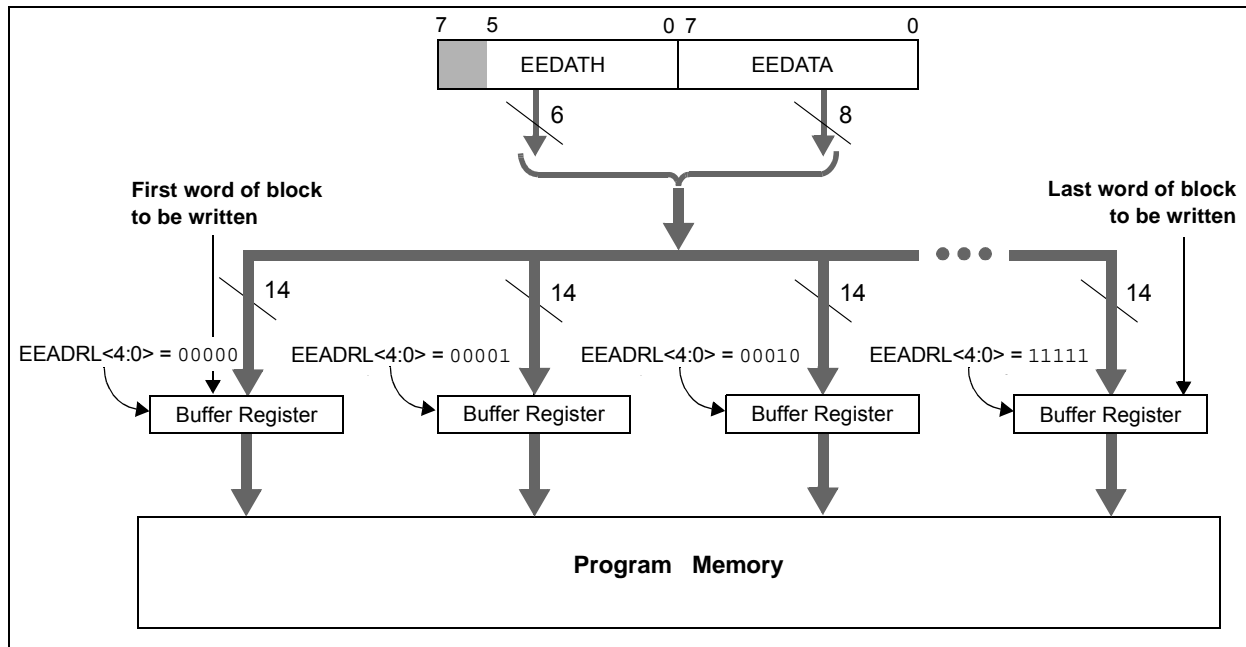 7 5 0 7 0
EEDATH EEDATA
6 8
First word of block
to be written
Last word of block
to be written
14 14 14 14
EEADRL<4:0> = 00000 EEADRL<4:0> = 00001 EEADRL<4:0> = 00010 EEADRL<4:0> = 11111
Buffer Register Buffer Register Buffer Register Buffer Register
Program Memory